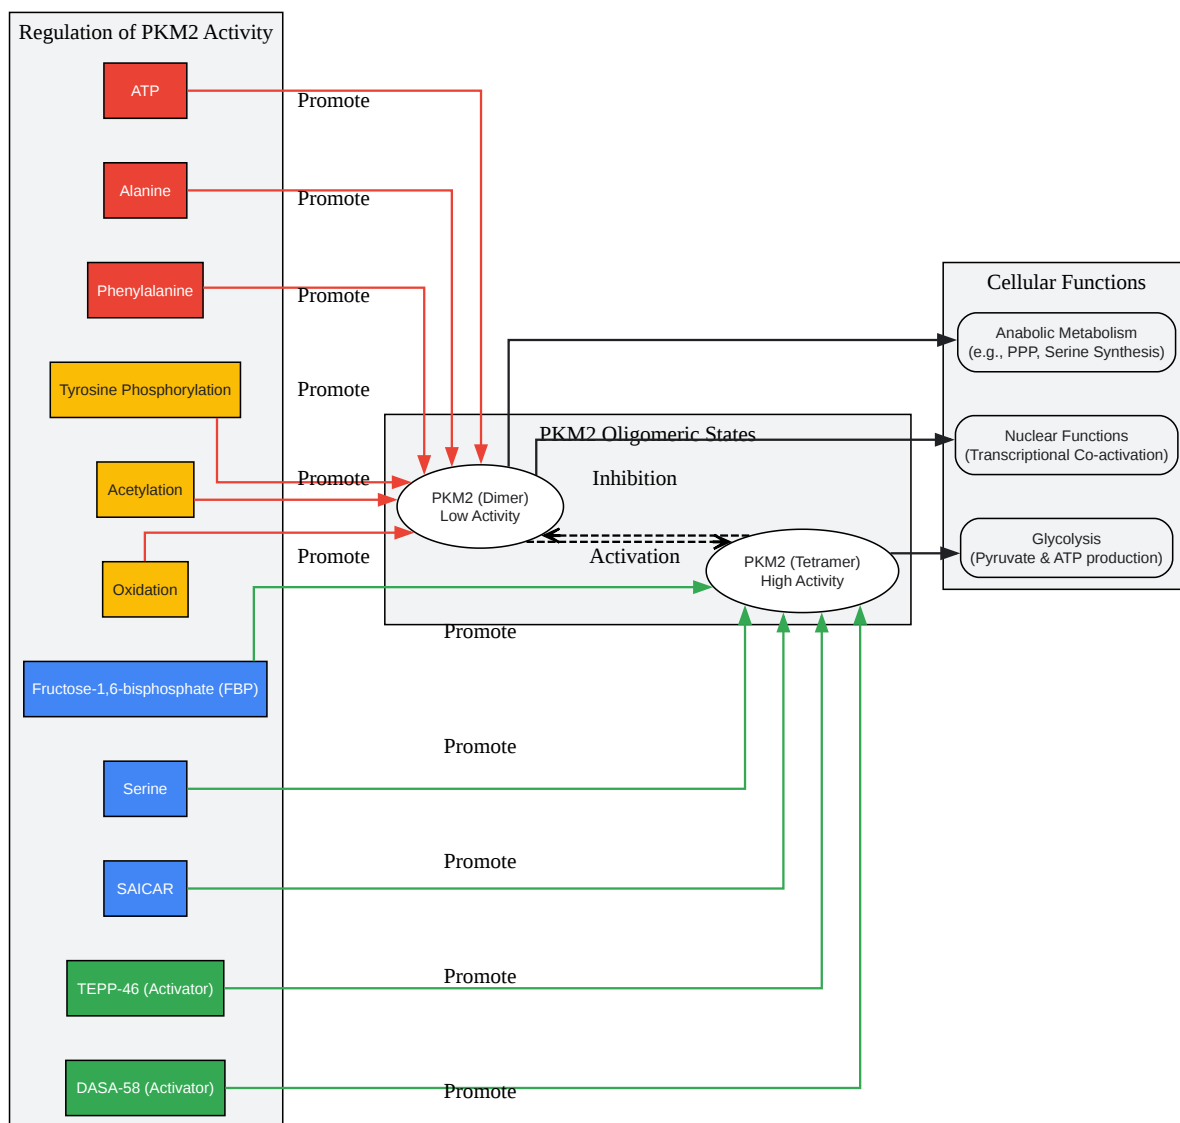 Regulation of PKM2 Activity
ATP
Promote
Alanine
Promote
Phenylalanine
Promote
Tyrosine Phosphorylation
Promote
Acetylation
Promote
Oxidation
Promote
Fructose-1,6-bisphosphate (FBP)
Promote
Serine
Promote
SAICAR
Promote
TEPP-46 (Activator)
Promote
DASA-58 (Activator)
Promote
PKM2 Oligomeric States
Inhibition
PKM2 (Dimer)
Low Activity
Activation
PKM2 (Tetramer)
High Activity
Cellular Functions
Anabolic Metabolism
(e.g., PPP, Serine Synthesis)
Nuclear Functions
(Transcriptional Co-activation)
Glycolysis
(Pyruvate & ATP production)